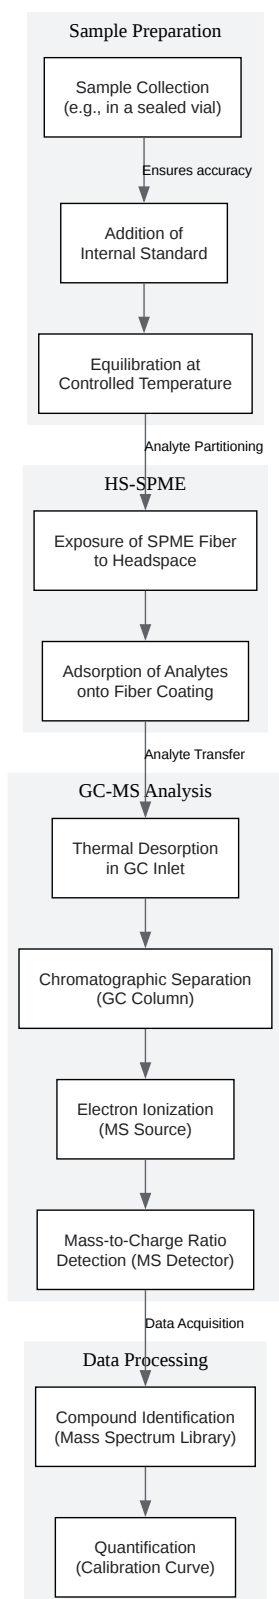 Sample Preparation
Sample Collection
(e.g., in a sealed vial)
Ensures accuracy
Addition of
Internal Standard
Equilibration at
Controlled Temperature
Analyte Partitioning
HS-SPME
Exposure of SPME Fiber
to Headspace
Adsorption of Analytes
onto Fiber Coating
Analyte Transfer
GC-MS Analysis
Thermal Desorption
in GC Inlet
Chromatographic Separation
(GC Column)
Electron Ionization
(MS Source)
Mass-to-Charge Ratio
Detection (MS Detector)
Data Acquisition
Data Processing
Compound Identification
(Mass Spectrum Library)
Quantification
(Calibration Curve)